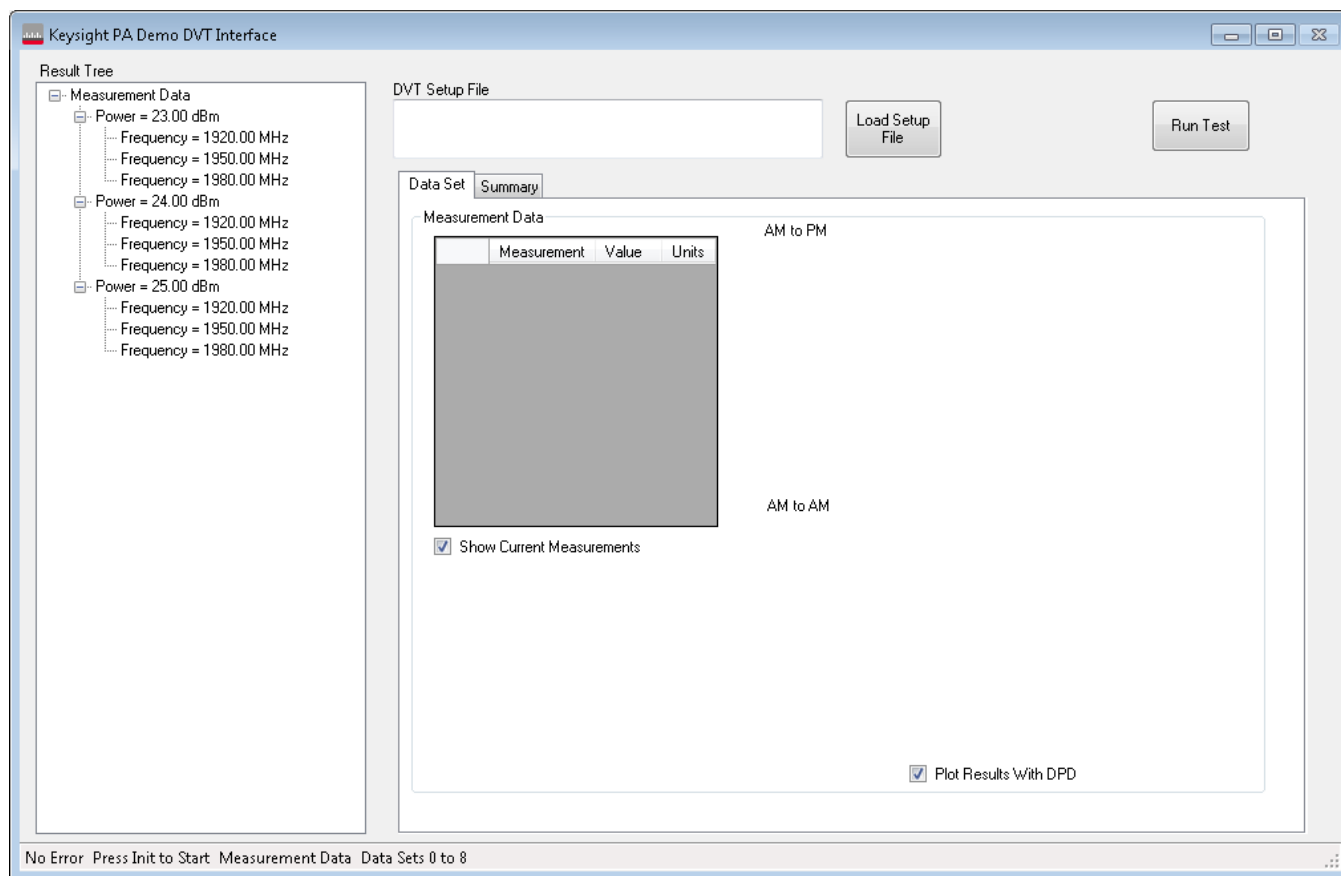 Keysight PA Demo DVT Interface
Result Tree
Measurement Data
Power = 23.00 dBm
Frequency = 1920.00 MHz
Frequency = 1950.00 MHz
Frequency = 1980.00 MHz
Power = 24.00 dBm
Frequency = 1920.00 MHz
Frequency = 1950.00 MHz
Frequency = 1980.00 MHz
Power = 25.00 dBm
Frequency = 1920.00 MHz
Frequency = 1950.00 MHz
Frequency = 1980.00 MHz
DVT Setup File
Load Setup
File
Run Test
Data Set Summary
Measurement Data
Measurement Value Units
Show Current Measurements
AM to PM
AM to AM
Plot Results With DPD
No Error Press Init to Start Measurement Data Data Sets 0 to 8